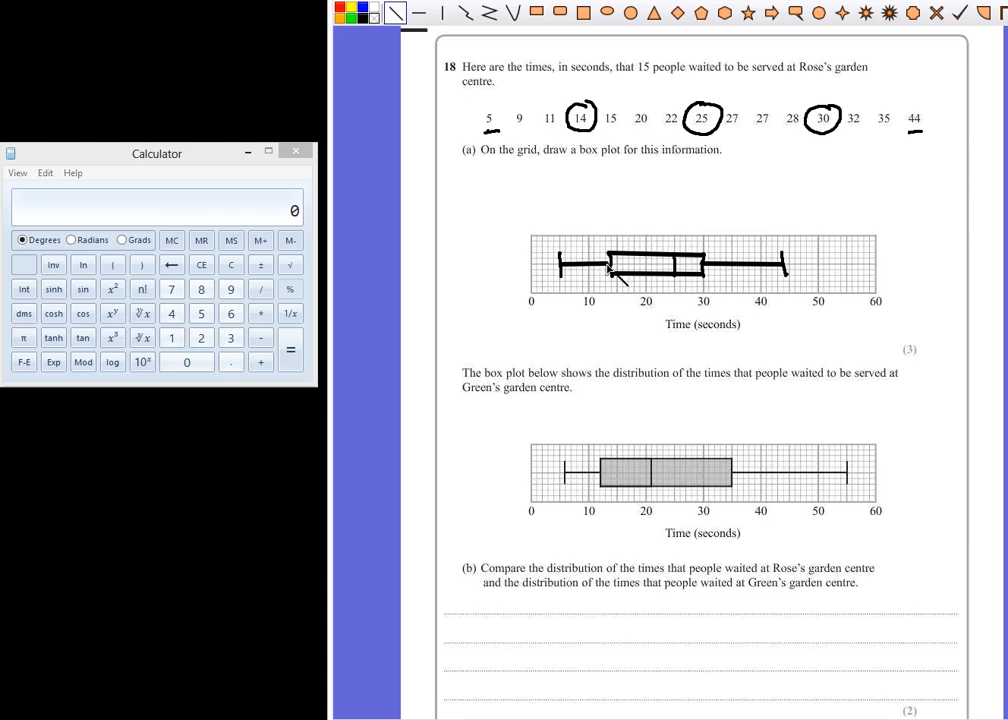 Calculator
View Edit Help
0
Degrees Radians Grads MC MR MS M+ M-
Inv ln ( ) ← CE C ± √
Int sinh sin x² n! 7 8 9 / %
dms cosh cos xʸ ʸ√x 4 5 6 * 1/x
π tanh tan x³ ³√x 1 2 3 - =
F-E Exp Mod log 10ˣ 0 . +
18 Here are the times, in seconds, that 15 people waited to be served at Rose's garden
centre.
5 9 11 14 15 20 22 25 27 27 28 30 32 35 44
(a) On the grid, draw a box plot for this information.
0 10 20 30 40 50 60
Time (seconds)
(3)
The box plot below shows the distribution of the times that people waited to be served at
Green's garden centre.
0 10 20 30 40 50 60
Time (seconds)
(b) Compare the distribution of the times that people waited at Rose's garden centre
and the distribution of the times that people waited at Green's garden centre.
(2)